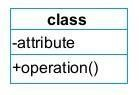 class
-attribute
+operation()